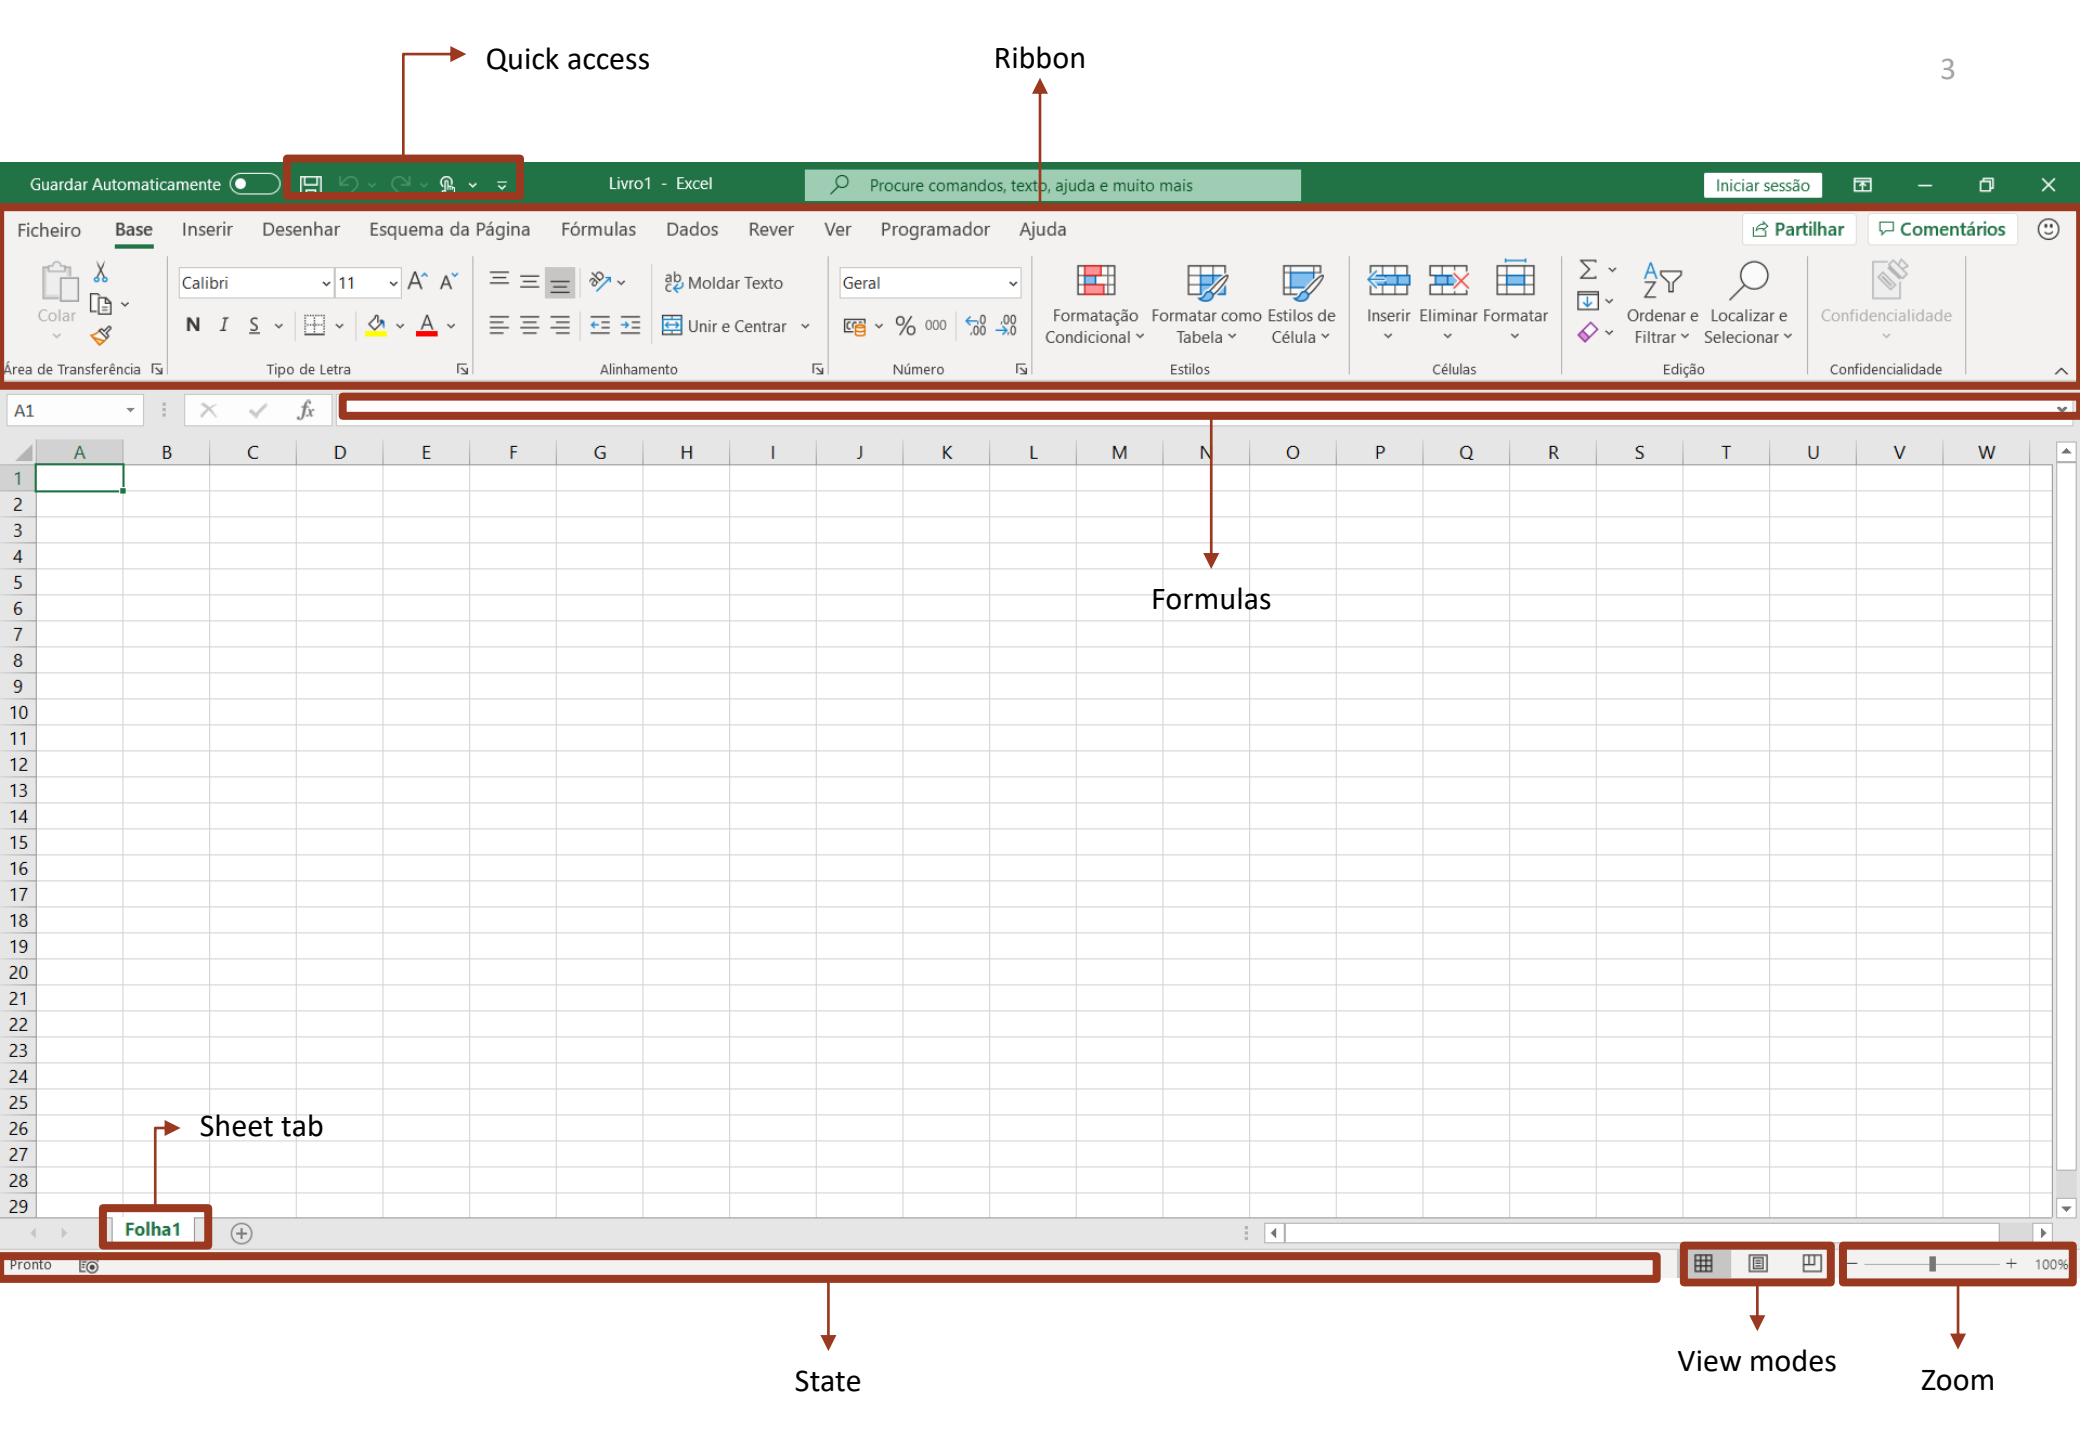 Quick access
Ribbon
3
Guardar Automaticamente
Livro1 - Excel
Procure comandos, texto, ajuda e muito mais
Iniciar sessão
Ficheiro Base Inserir Desenhar Esquema da Página Fórmulas Dados Rever Ver Programador Ajuda
Partilhar Comentários
Calibri 11
ab Moldar Texto
Geral
Colar
N I S A
Unir e Centrar
% 000
Formatação Condicional
Formatar como Tabela
Estilos de Célula
Inserir Eliminar Formatar
Ordenar e Filtrar
Localizar e Selecionar
Confidencialidade
Área de Transferência
Tipo de Letra
Alinhamento
Número
Estilos
Células
Edição
Confidencialidade
A1 fx
A B C D E F G H I J K L M N O P Q R S T U V W
1
2
3
4
5
6
Formulas
7
8
9
10
11
12
13
14
15
16
17
18
19
20
21
22
23
24
25
26
Sheet tab
27
28
29
Folha1
Pronto
100%
State
View modes
Zoom